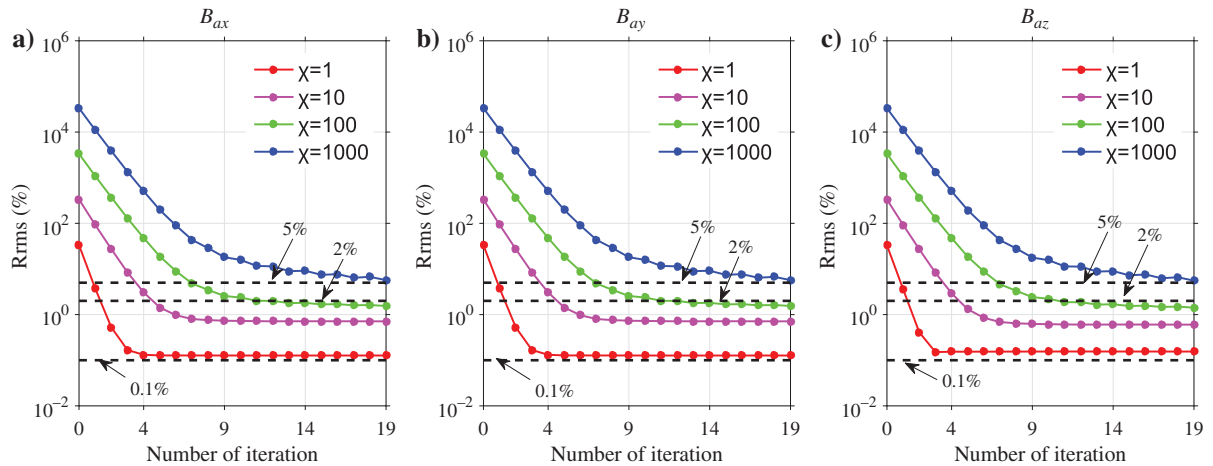 a)
B_ax
10^6
10^4
10^2
10^0
10^−2
Rrms (%)
χ=1
χ=10
χ=100
χ=1000
5%
2%
0.1%
0 4 9 14 19
Number of iteration
b)
B_ay
10^6
10^4
10^2
10^0
10^−2
Rrms (%)
χ=1
χ=10
χ=100
χ=1000
5%
2%
0.1%
0 4 9 14 19
Number of iteration
c)
B_az
10^6
10^4
10^2
10^0
10^−2
Rrms (%)
χ=1
χ=10
χ=100
χ=1000
5%
2%
0.1%
0 4 9 14 19
Number of iteration